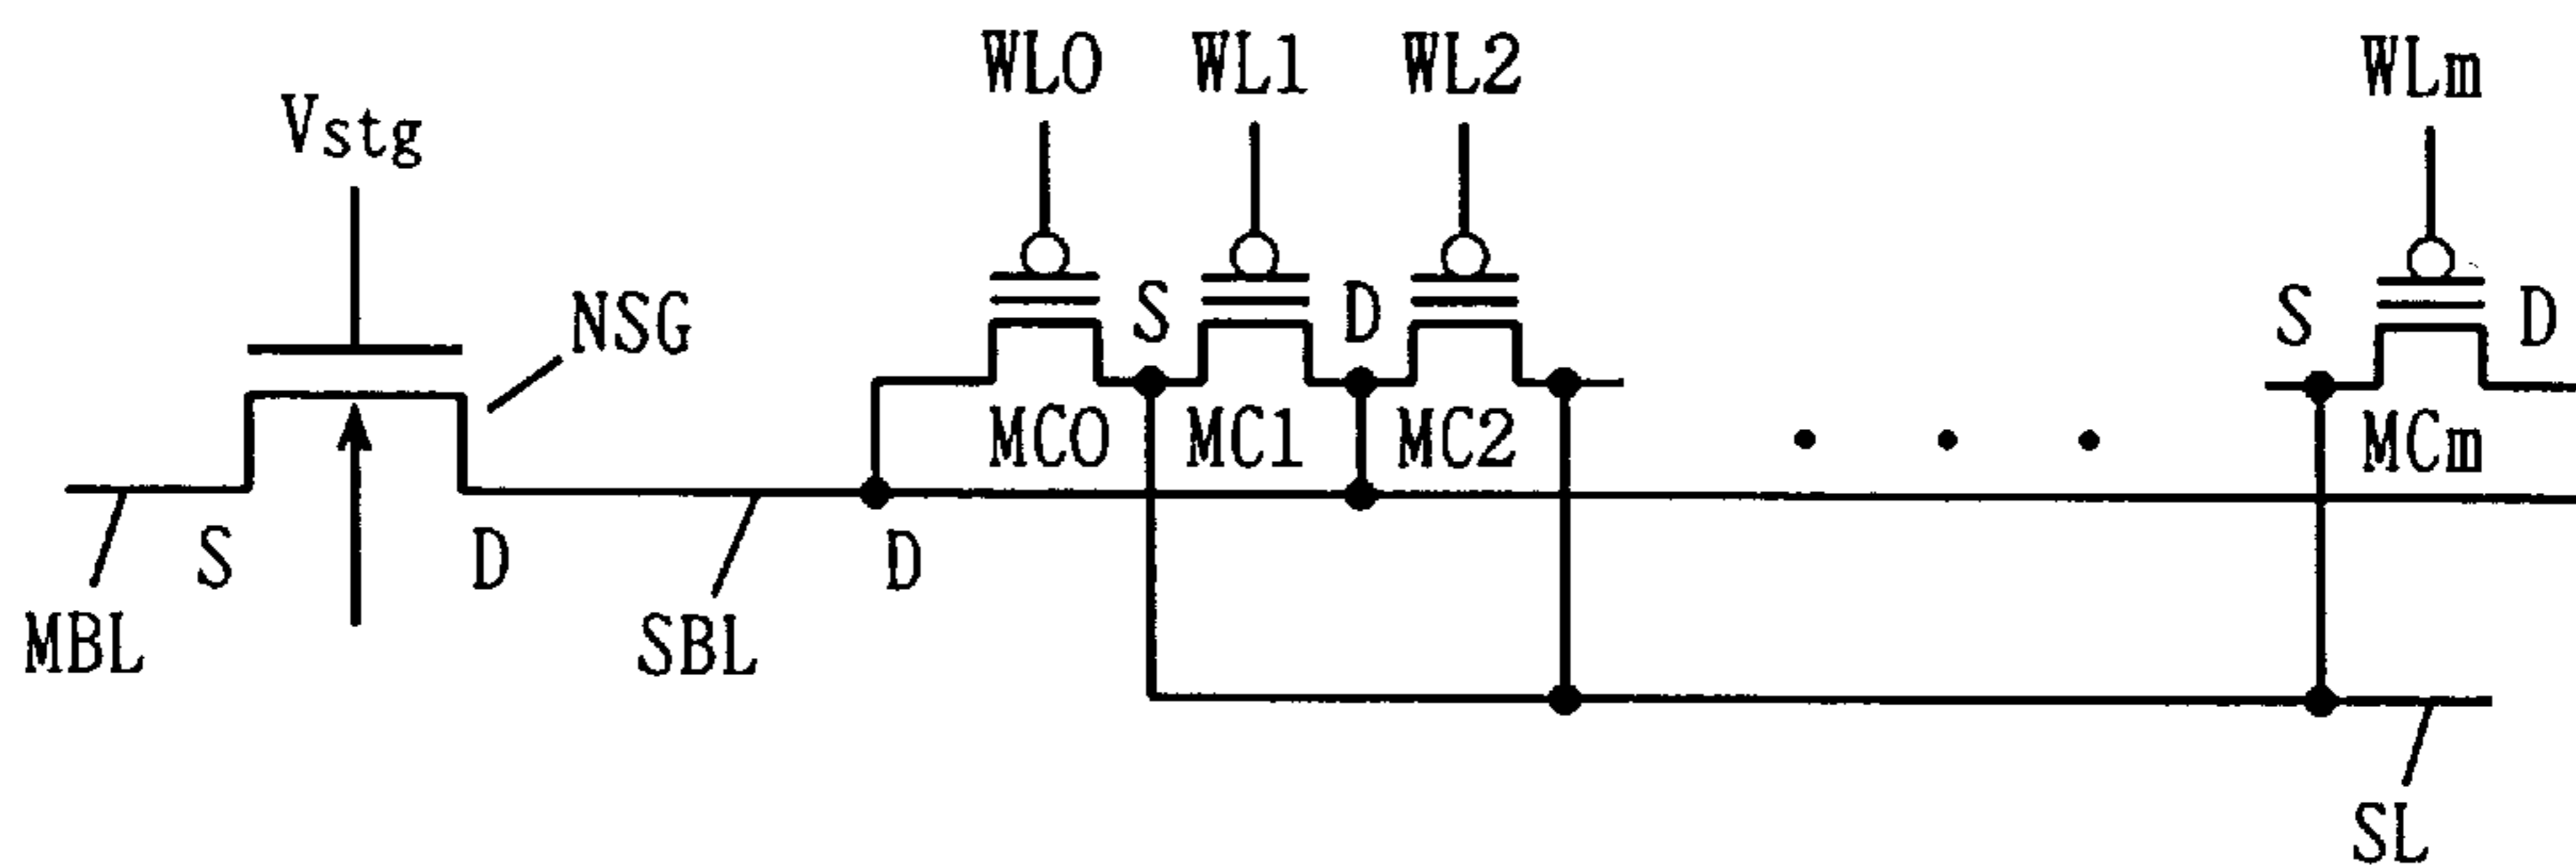 WL0 WL1 WL2 WLm
Vstg
NSG
S D S D
MC0 MC1 MC2 MCm
S D D
MBL SBL
SL